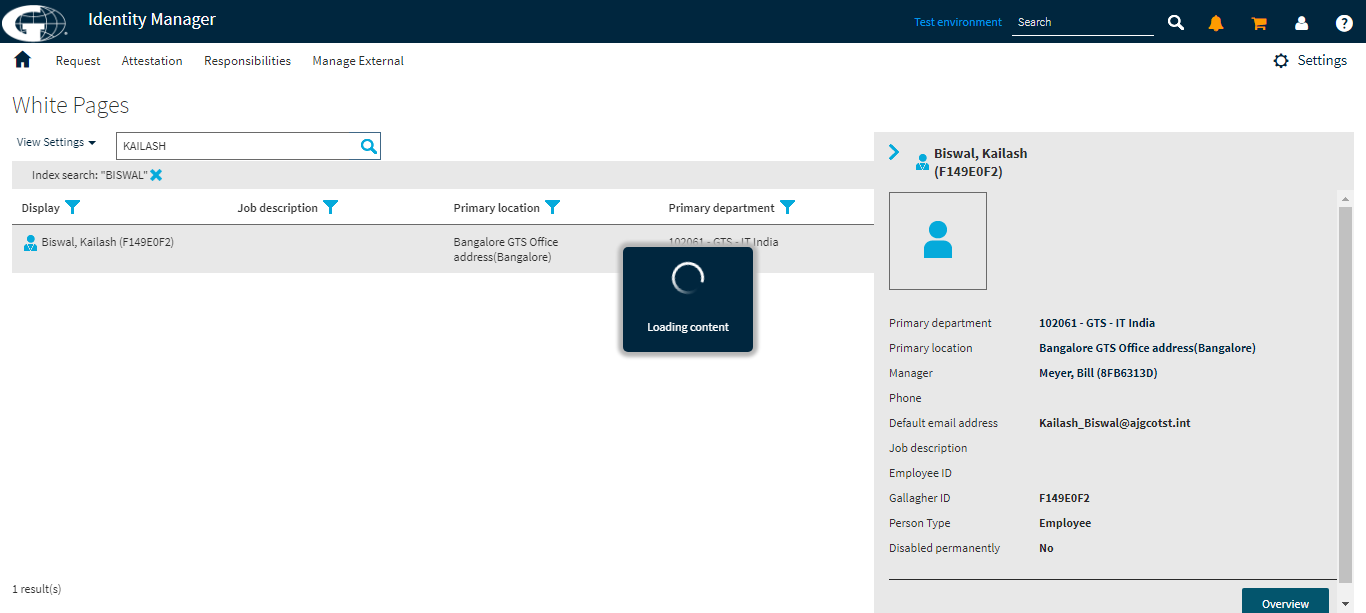 Identity Manager
Test environment
Search
Request
Attestation
Responsibilities
Manage External
Settings
White Pages
View Settings
KAILASH
Index search: "BISWAL"
Display
Job description
Primary location
Primary department
Biswal, Kailash (F149E0F2)
Bangalore GTS Office
address(Bangalore)
102061 - GTS - IT India
Loading content
1 result(s)
Biswal, Kailash
(F149E0F2)
Primary department 102061 - GTS - IT India
Primary location Bangalore GTS Office address(Bangalore)
Manager Meyer, Bill (8FB6313D)
Phone
Default email address Kailash_Biswal@ajgcotst.int
Job description
Employee ID
Gallagher ID F149E0F2
Person Type Employee
Disabled permanently No
Overview